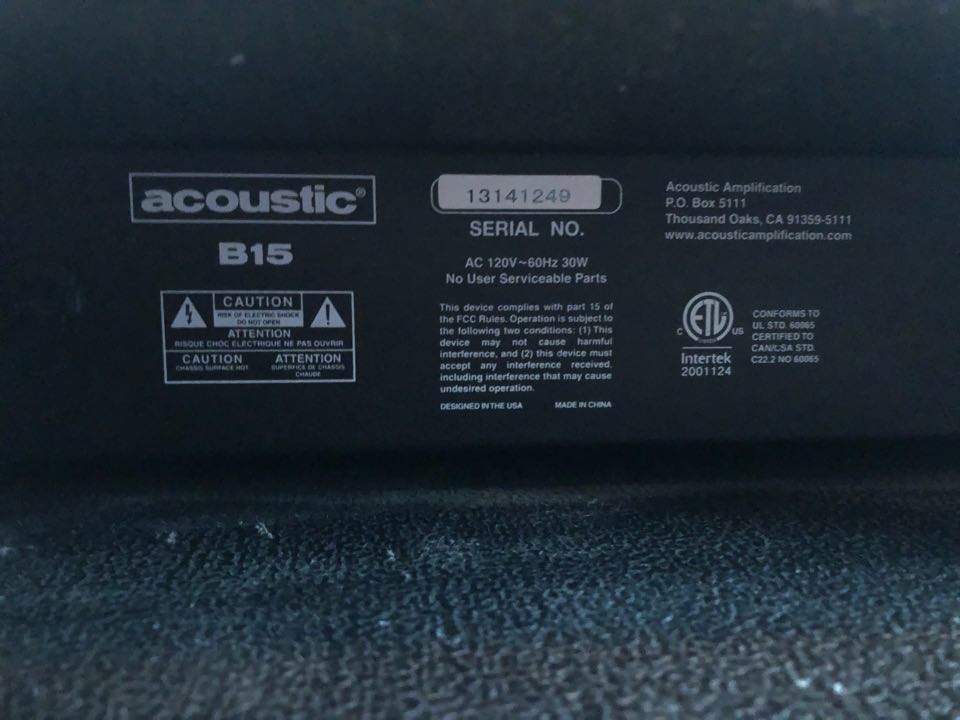 acoustic®
B15
CAUTION
RISK OF ELECTRIC SHOCK
DO NOT OPEN
ATTENTION
RISQUE CHOC ELECTRIQUE NE PAS OUVRIR
CAUTION
CHASSIS SURFACE HOT
ATTENTION
SUPERFICE DE CHASSIS
CHAUDE
13141249
SERIAL NO.
AC 120V~60Hz 30W
No User Serviceable Parts
This device complies with part 15 of
the FCC Rules. Operation is subject to
the following two conditions: (1) This
device may not cause harmful
interference, and (2) this device must
accept any interference received,
including interference that may cause
undesired operation.
DESIGNED IN THE USA MADE IN CHINA
Acoustic Amplification
P.O. Box 5111
Thousand Oaks, CA 91359-5111
www.acousticamplification.com
C ETL US
Intertek
2001124
CONFORMS TO
UL STD. 60065
CERTIFIED TO
CAN/CSA STD.
C22.2 NO 60065